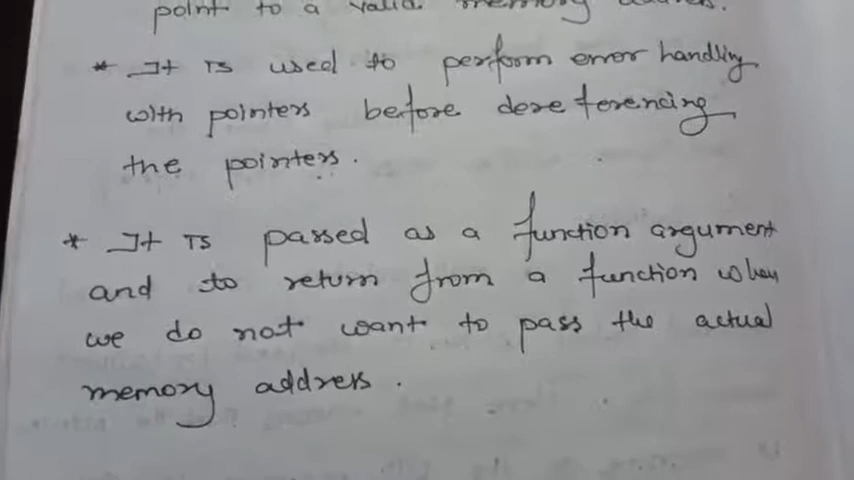 point to a valid memory address.
* It is used to perform error handling
with pointers before dereferencing
the pointers.
* It is passed as a function argument
and to return from a function when
we do not want to pass the actual
memory address.